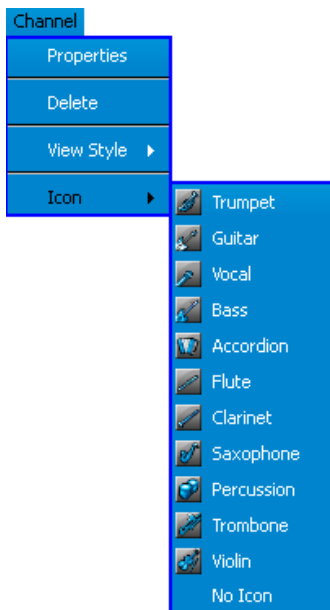 Channel
Properties
Delete
View Style
Icon
Trumpet
Guitar
Vocal
Bass
Accordion
Flute
Clarinet
Saxophone
Percussion
Trombone
Violin
No Icon